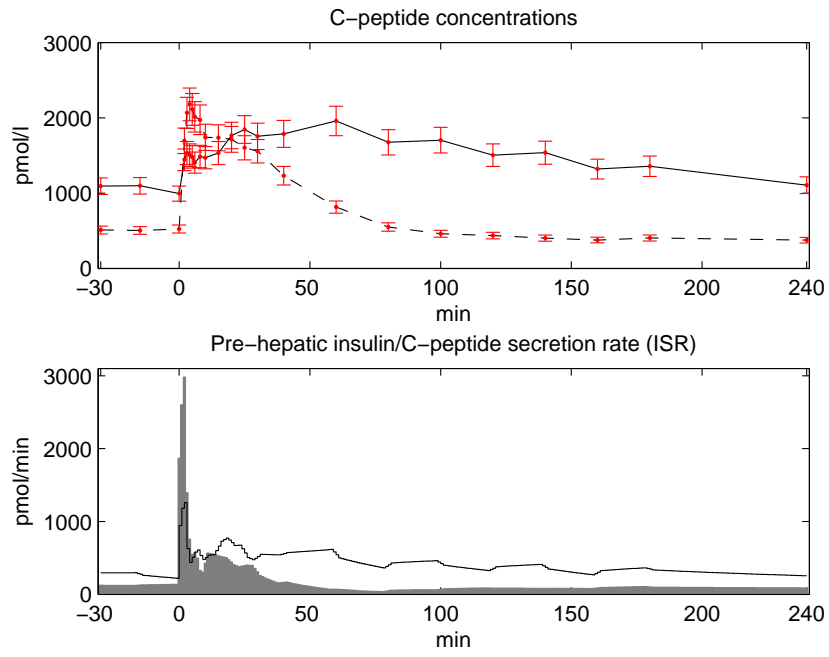 C−peptide concentrations
3000
2000
1000
0
pmol/l
−30 0 50 100 150 200 240
min
Pre−hepatic insulin/C−peptide secretion rate (ISR)
3000
2000
1000
0
pmol/min
−30 0 50 100 150 200 240
min